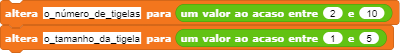 altera o_número_de_tigelas para um valor ao acaso entre 2 e 10
altera o_tamanho_da_tigela para um valor ao acaso entre 1 e 5